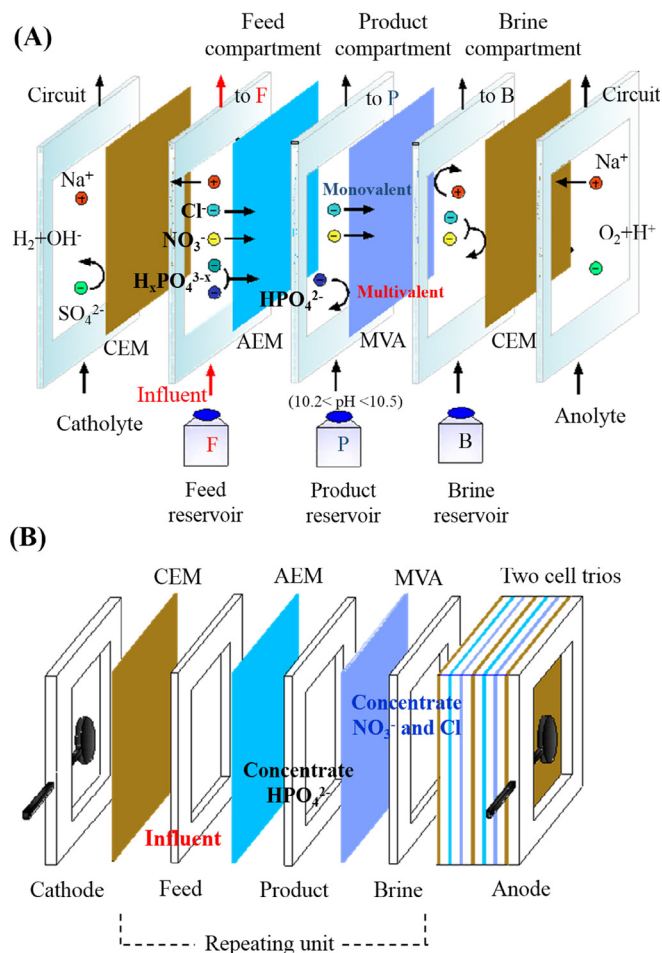 (A)
Feed compartment
Product compartment
Brine compartment
Circuit
to F
to P
to B
Circuit
Na⁺
Cl⁻
NO₃⁻
HₓPO₄³⁻ˣ
H₂+OH⁻
SO₄²⁻
Monovalent
HPO₄²⁻
Multivalent
Na⁺
O₂+H⁺
CEM
AEM
MVA
CEM
Influent
(10.2< pH <10.5)
Catholyte
Anolyte
F
P
B
Feed reservoir
Product reservoir
Brine reservoir
(B)
CEM
AEM
MVA
Two cell trios
Concentrate
NO₃⁻ and Cl
Concentrate
HPO₄²⁻
Influent
Cathode
Feed
Product
Brine
Anode
Repeating unit